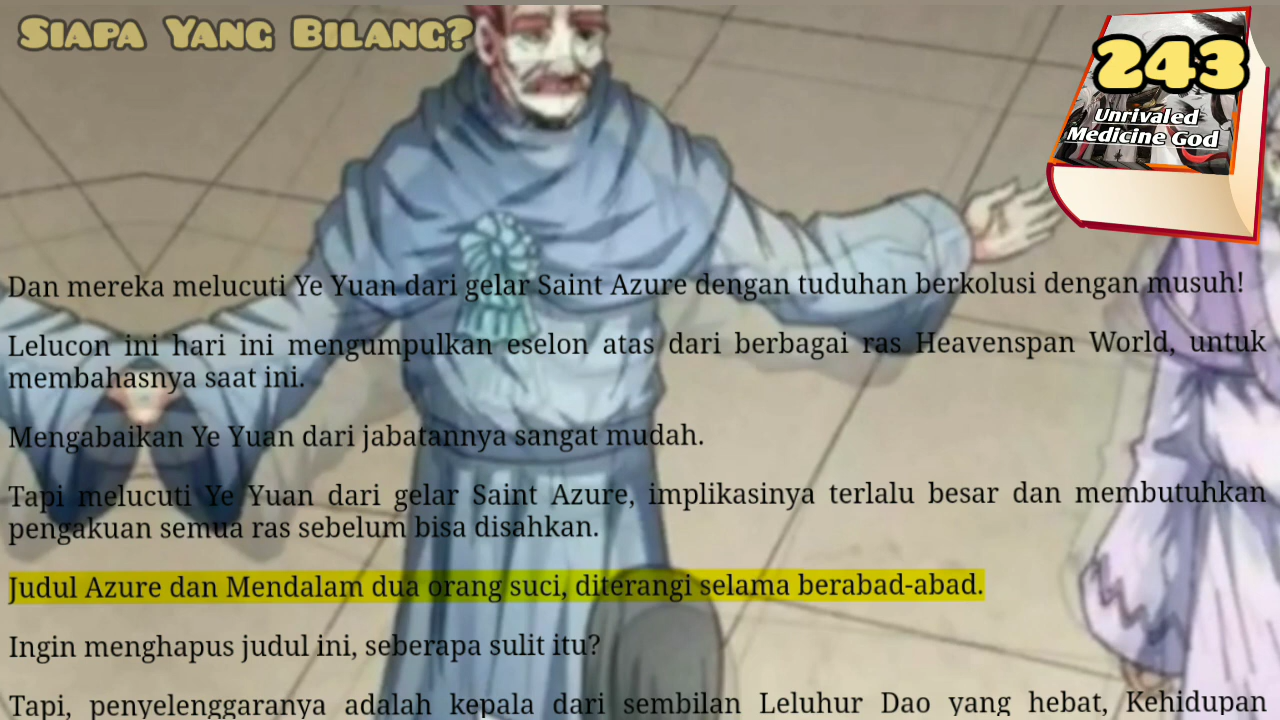 Siapa Yang Bilang?
243
Unrivaled
Medicine God
Dan mereka melucuti Ye Yuan dari gelar Saint Azure dengan tuduhan berkolusi dengan musuh!
Lelucon ini hari ini mengumpulkan eselon atas dari berbagai ras Heavenspan World, untuk
membahasnya saat ini.
Mengabaikan Ye Yuan dari jabatannya sangat mudah.
Tapi melucuti Ye Yuan dari gelar Saint Azure, implikasinya terlalu besar dan membutuhkan
pengakuan semua ras sebelum bisa disahkan.
Judul Azure dan Mendalam dua orang suci, diterangi selama berabad-abad.
Ingin menghapus judul ini, seberapa sulit itu?
Tapi, penyelenggaranya adalah kepala dari sembilan Leluhur Dao yang hebat, Kehidupan